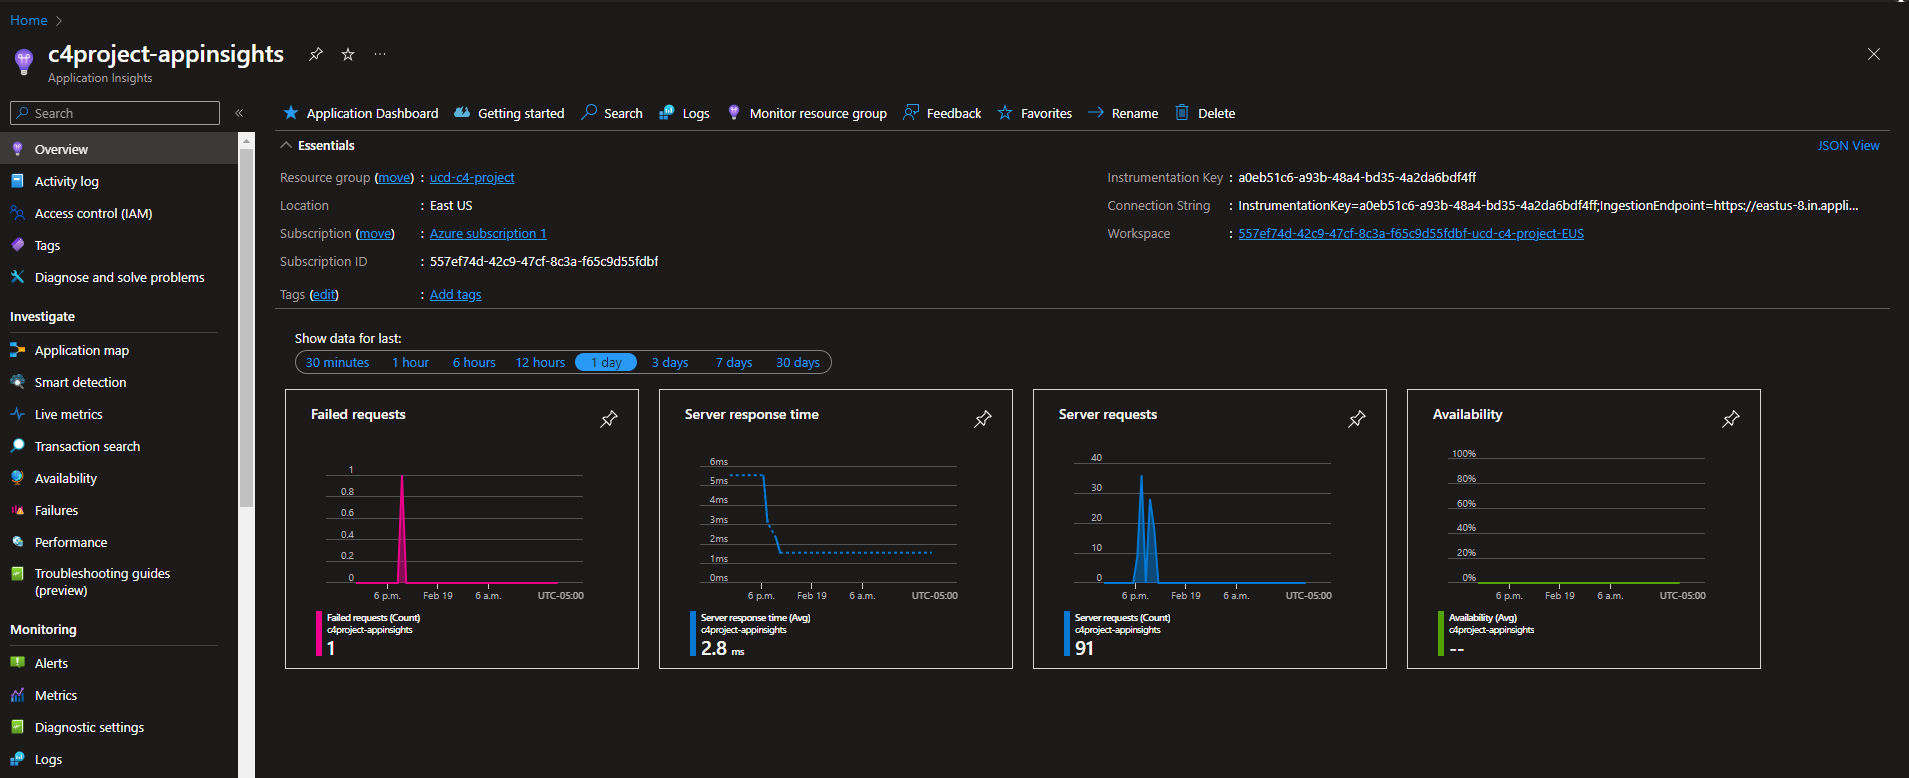 Home >
c4project-appinsights
Application Insights
Search
«
Overview
Activity log
Access control (IAM)
Tags
Diagnose and solve problems
Investigate
Application map
Smart detection
Live metrics
Transaction search
Availability
Failures
Performance
Troubleshooting guides
(preview)
Monitoring
Alerts
Metrics
Diagnostic settings
Logs
Application Dashboard Getting started Search Logs Monitor resource group Feedback Favorites Rename Delete
Essentials
JSON View
Resource group (move) : ucd-c4-project
Location : East US
Subscription (move) : Azure subscription 1
Subscription ID : 557ef74d-42c9-47cf-8c3a-f65c9d55fdbf
Tags (edit) : Add tags
Instrumentation Key : a0eb51c6-a93b-48a4-bd35-4a2da6bdf4ff
Connection String : InstrumentationKey=a0eb51c6-a93b-48a4-bd35-4a2da6bdf4ff;IngestionEndpoint=https://eastus-8.in.appli...
Workspace : 557ef74d-42c9-47cf-8c3a-f65c9d55fdbf-ucd-c4-project-EUS
Show data for last:
30 minutes 1 hour 6 hours 12 hours 1 day 3 days 7 days 30 days
Failed requests
1
0.8
0.6
0.4
0.2
0
6 p.m. Feb 19 6 a.m. UTC-05:00
Failed requests (Count)
c4project-appinsights
1
Server response time
6ms
5ms
4ms
3ms
2ms
1ms
0ms
6 p.m. Feb 19 6 a.m. UTC-05:00
Server response time (Avg)
c4project-appinsights
2.8 ms
Server requests
40
30
20
10
0
6 p.m. Feb 19 6 a.m. UTC-05:00
Server requests (Count)
c4project-appinsights
91
Availability
100%
80%
60%
40%
20%
0%
6 p.m. Feb 19 6 a.m. UTC-05:00
Availability (Avg)
c4project-appinsights
--